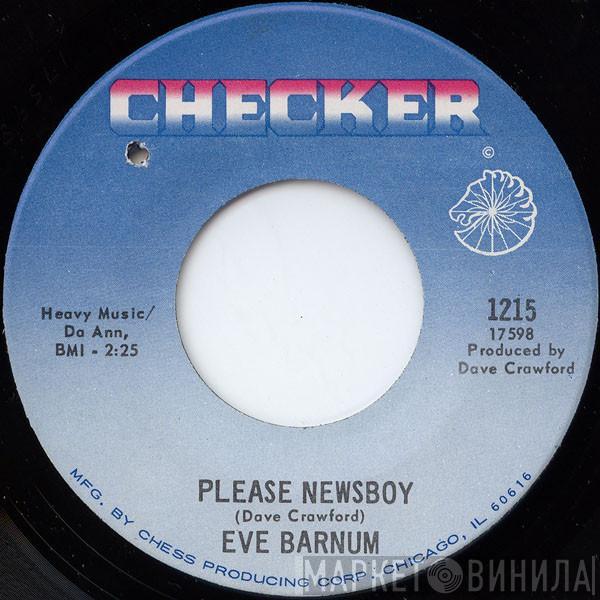 CHECKER
©
Heavy Music/
Da Ann,
BMI - 2:25
1215
17598
Produced by
Dave Crawford
PLEASE NEWSBOY
(Dave Crawford)
EVE BARNUM
MFG. BY CHESS PRODUCING CORP. CHICAGO, IL 60616
МАРКЕТ ВИНИЛА